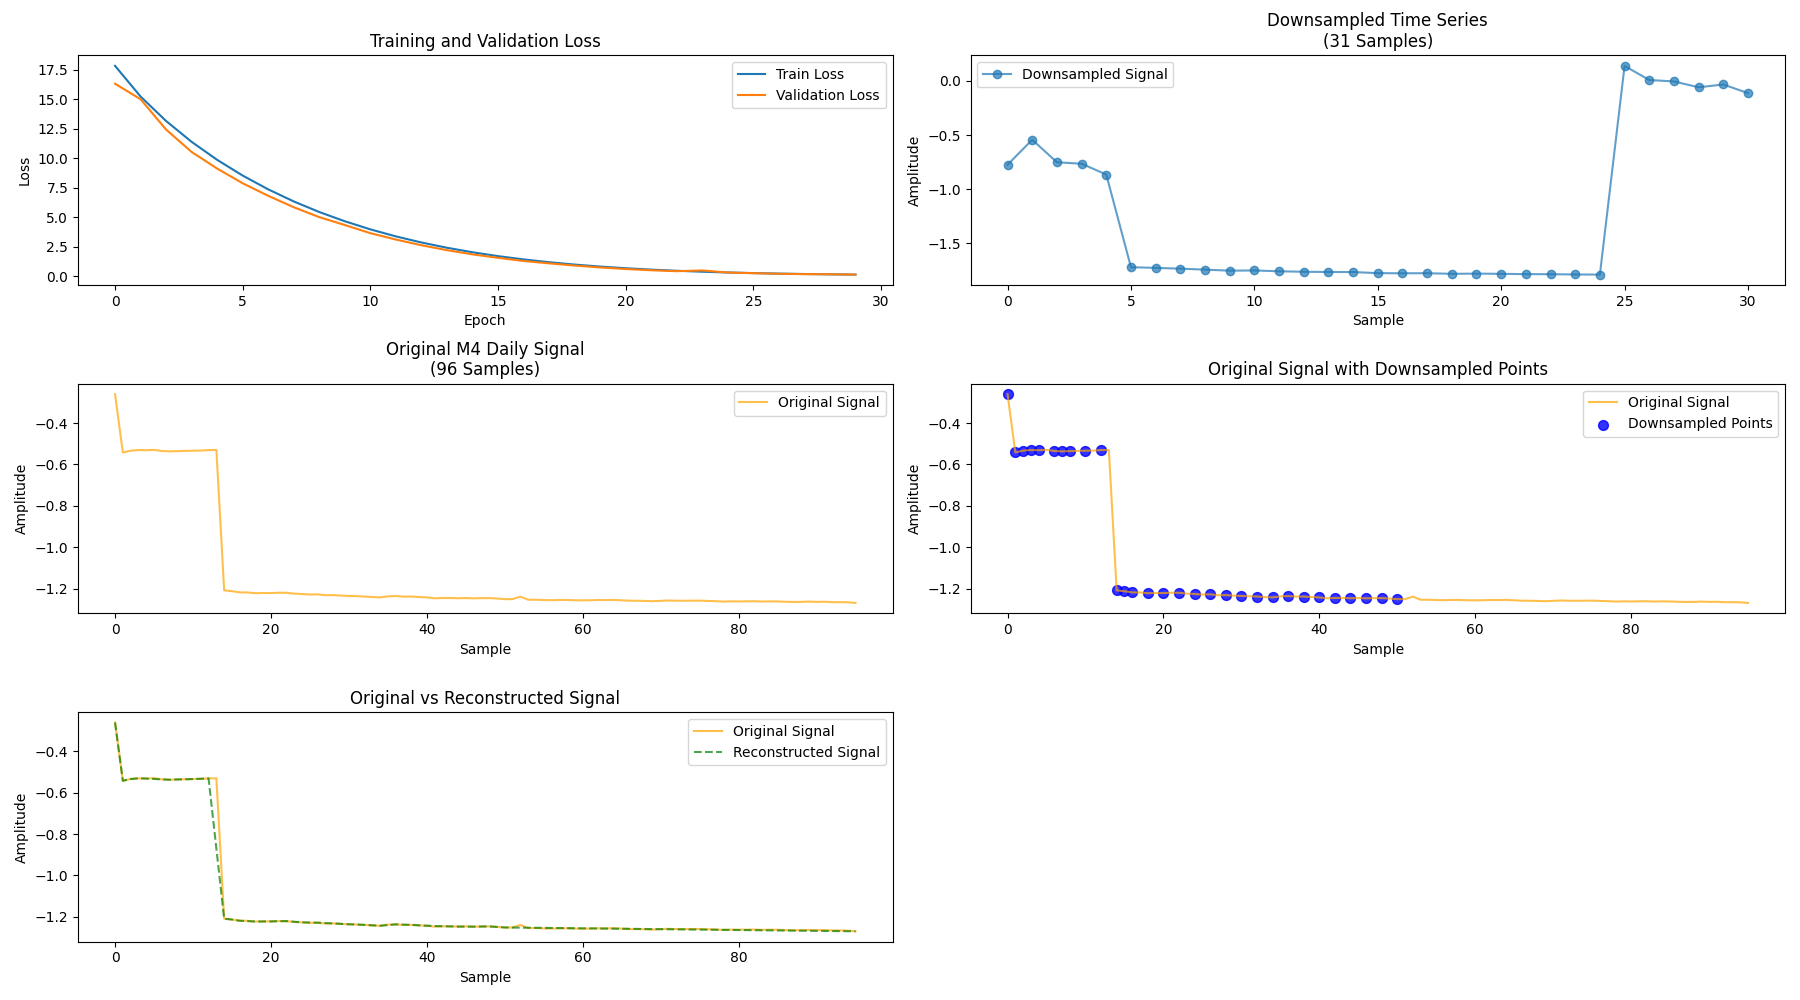 Training and Validation Loss
Loss
17.5
15.0
12.5
10.0
7.5
5.0
2.5
0.0
Train Loss
Validation Loss
0 5 10 15 20 25 30
Epoch
Downsampled Time Series
(31 Samples)
Amplitude
0.0
−0.5
−1.0
−1.5
Downsampled Signal
0 5 10 15 20 25 30
Sample
Original M4 Daily Signal
(96 Samples)
Amplitude
−0.4
−0.6
−0.8
−1.0
−1.2
Original Signal
0 20 40 60 80
Sample
Original Signal with Downsampled Points
Amplitude
−0.4
−0.6
−0.8
−1.0
−1.2
Original Signal
Downsampled Points
0 20 40 60 80
Sample
Original vs Reconstructed Signal
Amplitude
−0.4
−0.6
−0.8
−1.0
−1.2
Original Signal
Reconstructed Signal
0 20 40 60 80
Sample